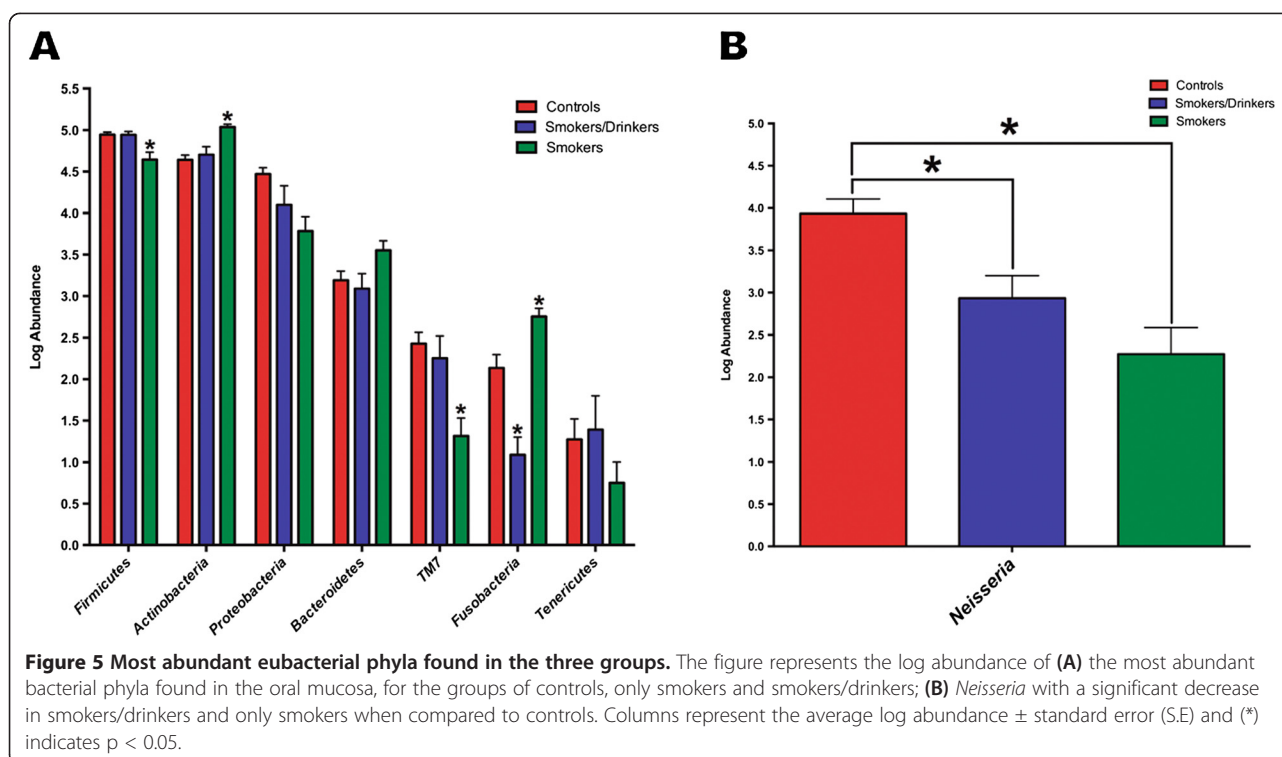 A
B
Controls
Smokers/Drinkers
Smokers
Controls
Smokers/Drinkers
Smokers
5.5
5.0
4.5
4.0
3.5
3.0
2.5
2.0
1.5
1.0
0.5
0.0
Log Abundance
* * * * *
Firmicutes
Actinobacteria
Proteobacteria
Bacteroidetes
TM7
Fusobacteria
Tenericutes
5.0
4.5
4.0
3.5
3.0
2.5
2.0
1.5
1.0
0.5
0.0
Log Abundance
*
*
Neisseria
Figure 5 Most abundant eubacterial phyla found in the three groups. The figure represents the log abundance of (A) the most abundant
bacterial phyla found in the oral mucosa, for the groups of controls, only smokers and smokers/drinkers; (B) Neisseria with a significant decrease
in smokers/drinkers and only smokers when compared to controls. Columns represent the average log abundance ± standard error (S.E) and (*)
indicates p < 0.05.